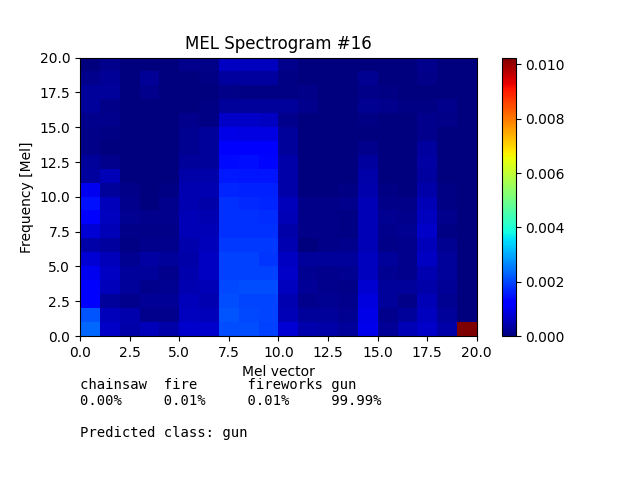 MEL Spectrogram #16
Frequency [Mel]
20.0
17.5
15.0
12.5
10.0
7.5
5.0
2.5
0.0
0.0 2.5 5.0 7.5 10.0 12.5 15.0 17.5 20.0
Mel vector
0.010
0.008
0.006
0.004
0.002
0.000
chainsaw fire fireworks gun
0.00% 0.01% 0.01% 99.99%
Predicted class: gun